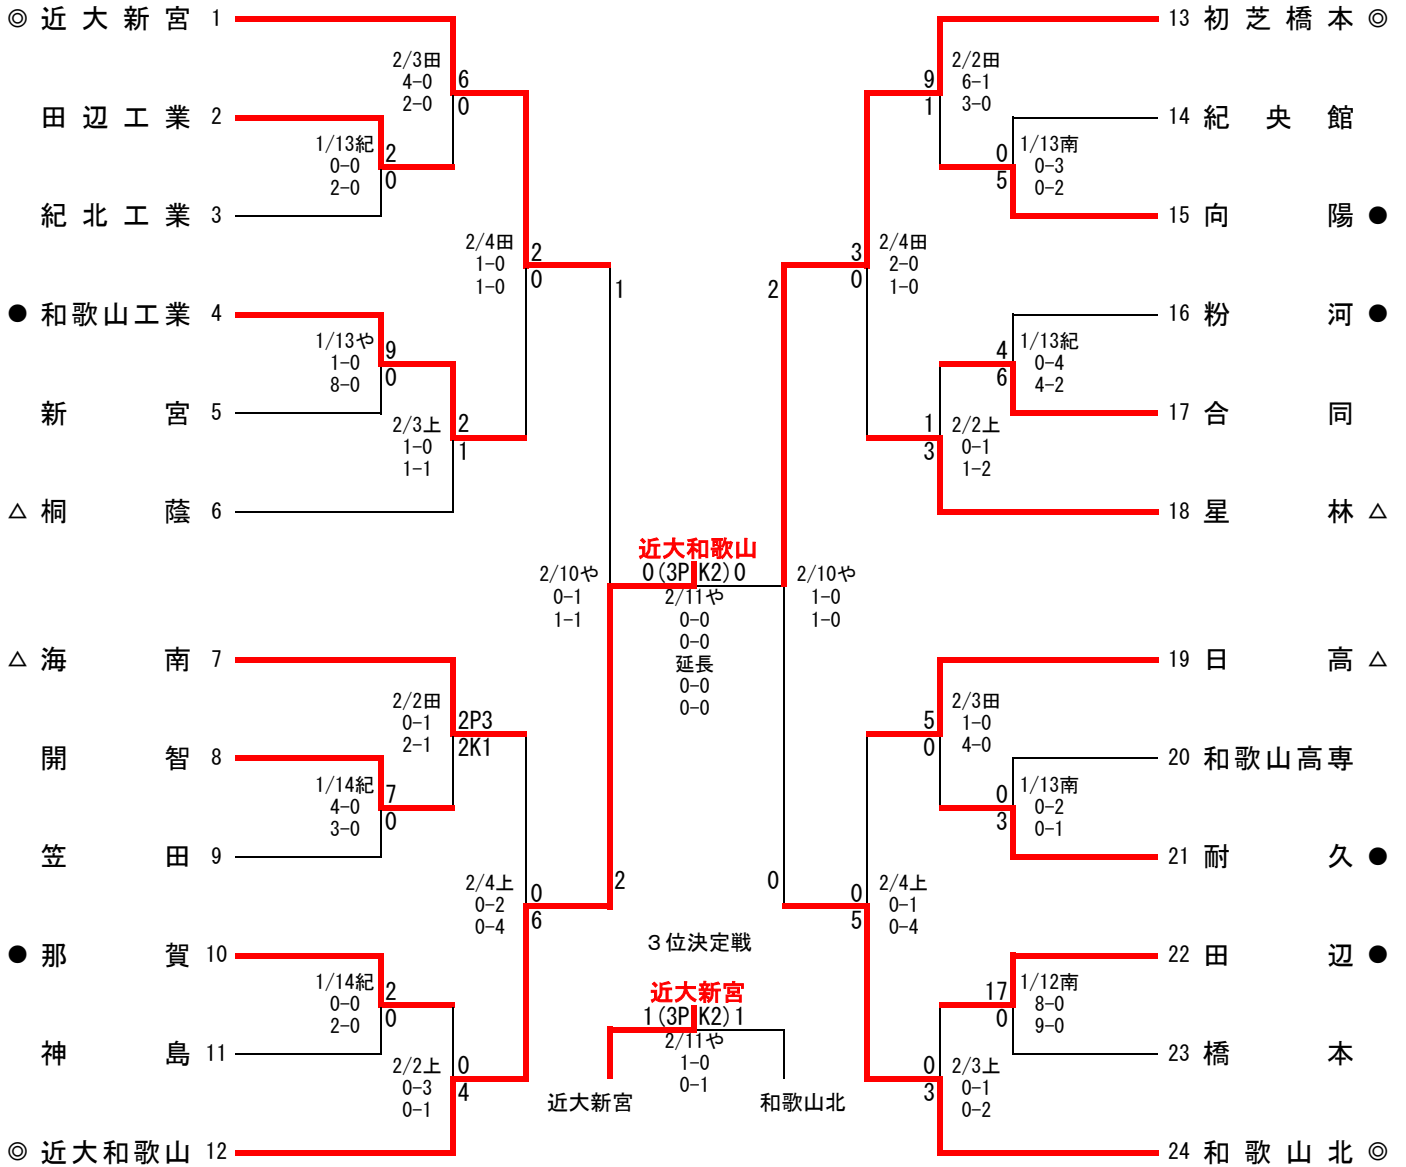 ◎ 近大新宮 1
2/3田
4-0
2-0
6
0
田辺工業 2
1/13紀
0-0
2-0
2
0
紀北工業 3
2/4田
1-0
1-0
2
0
1
● 和歌山工業 4
1/13や
1-0
8-0
9
0
新宮 5
2/3上
1-0
1-1
2
1
△ 桐蔭 6
2/10や
0-1
1-1
△ 海南 7
2/2田
0-1
2-1
2P3
2K1
開智 8
1/14紀
4-0
3-0
7
0
笠田 9
2/4上
0-2
0-4
0
6
2
● 那賀 10
1/14紀
0-0
2-0
2
0
神島 11
2/2上
0-3
0-1
0
4
◎ 近大和歌山 12
近大和歌山
0(3PK2)0
2/11や
0-0
0-0
延長
0-0
0-0
3位決定戦
近大新宮
1(3PK2)1
2/11や
1-0
0-1
近大新宮
和歌山北
13 初芝橋本 ◎
9
1
2/2田
6-1
3-0
14 紀央館
0
5
1/13南
0-3
0-2
15 向陽 ●
2
3
0
2/4田
2-0
1-0
16 粉河 ●
4
6
1/13紀
0-4
4-2
17 合同
1
3
2/2上
0-1
1-2
18 星林 △
2/10や
1-0
1-0
19 日高 △
5
0
2/3田
1-0
4-0
20 和歌山高専
0
3
1/13南
0-2
0-1
21 耐久 ●
0
0
5
2/4上
0-1
0-4
22 田辺 ●
17
0
1/12南
8-0
9-0
23 橋本
0
3
2/3上
0-1
0-2
24 和歌山北 ◎